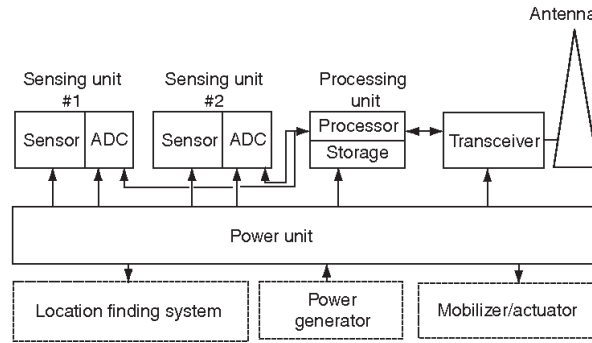 Antenna
Sensing unit
#1
Sensing unit
#2
Processing
unit
Sensor
ADC
Sensor
ADC
Processor
Storage
Transceiver
Power unit
Location finding system
Power
generator
Mobilizer/actuator